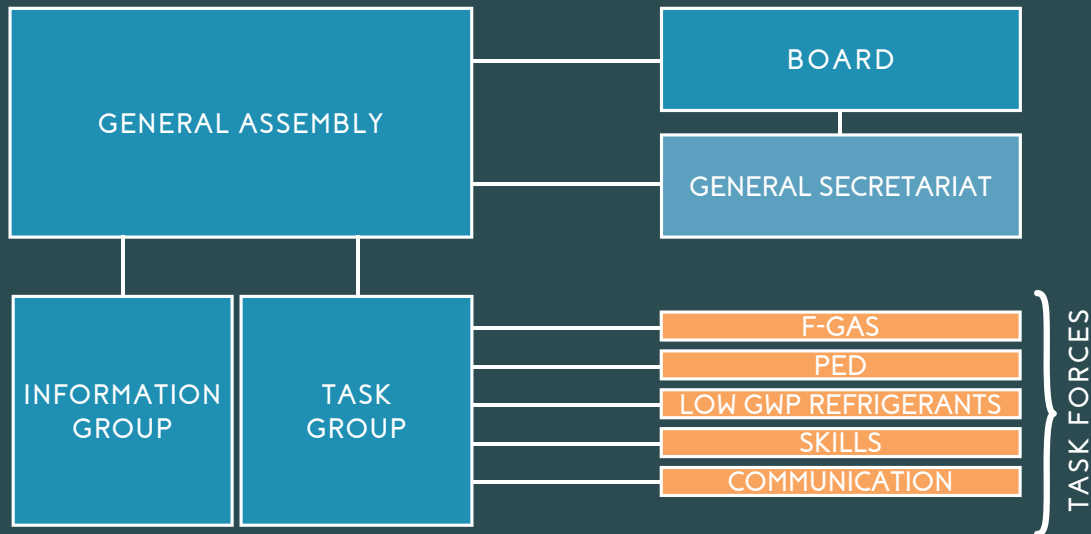 GENERAL ASSEMBLY
BOARD
GENERAL SECRETARIAT
INFORMATION
GROUP
TASK
GROUP
F-GAS
PED
LOW GWP REFRIGERANTS
SKILLS
COMMUNICATION
TASK FORCES